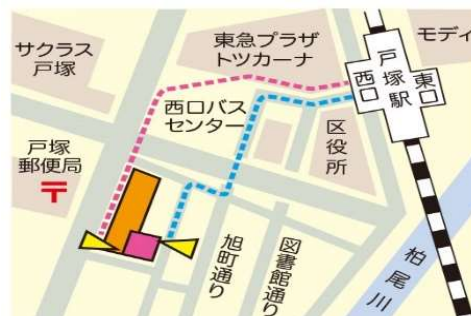 サクラス
戸塚
東急プラザ
トツカーナ
モディ
戸塚駅
西口
東口
西口バス
センター
区役所
戸塚
郵便局
〒
旭町通り
図書館通り
柏尾川